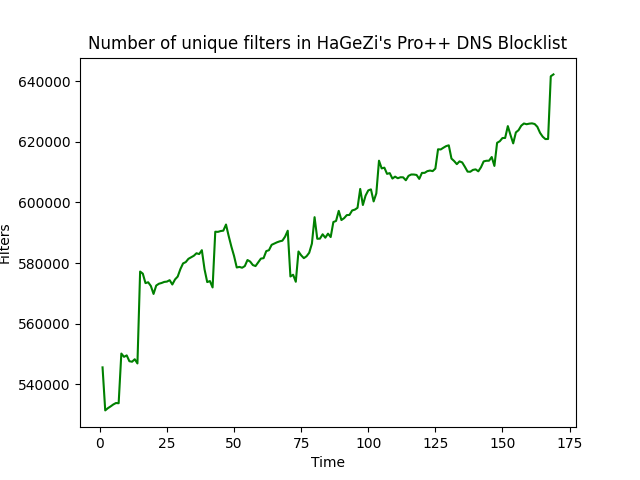 Number of unique filters in HaGeZi's Pro++ DNS Blocklist
640000
620000
600000
580000
560000
540000
Filters
0 25 50 75 100 125 150 175
Time